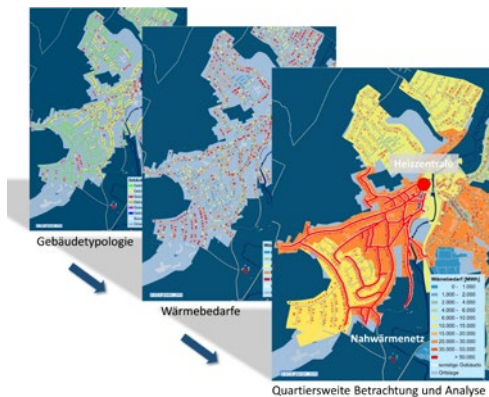 Gebäudetypologie
Wärmebedarfe
Heizzentrale
Nahwärmenetz
Wärmebedarf [MWh]
0 - 1.000
1.000 - 2.000
2.000 - 4.000
4.000 - 6.000
6.000 - 10.000
10.000 - 15.000
15.000 - 20.000
20.000 - 30.000
30.000 - 50.000
> 50.000
sonstige Gebäude
Ortslage
Quartiersweite Betrachtung und Analyse